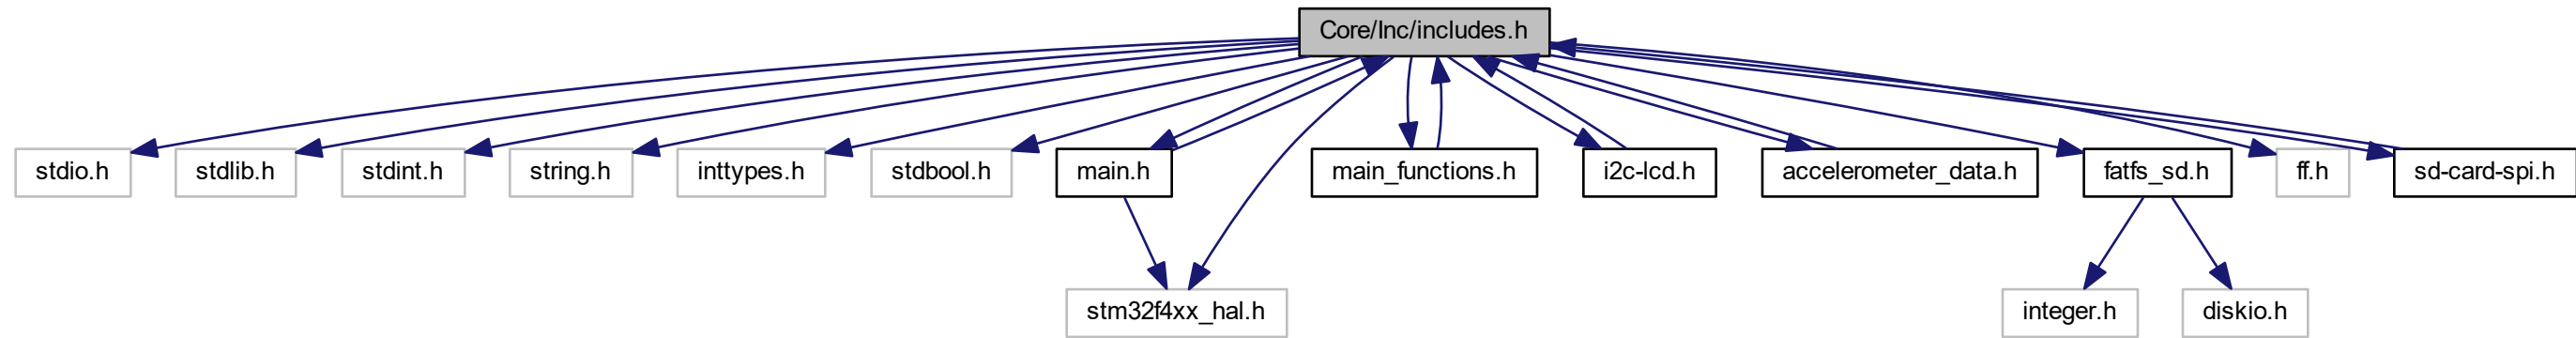 Core/Inc/includes.h
stdio.h
stdlib.h
stdint.h
string.h
inttypes.h
stdbool.h
main.h
main_functions.h
i2c-lcd.h
accelerometer_data.h
fatfs_sd.h
ff.h
sd-card-spi.h
stm32f4xx_hal.h
integer.h
diskio.h